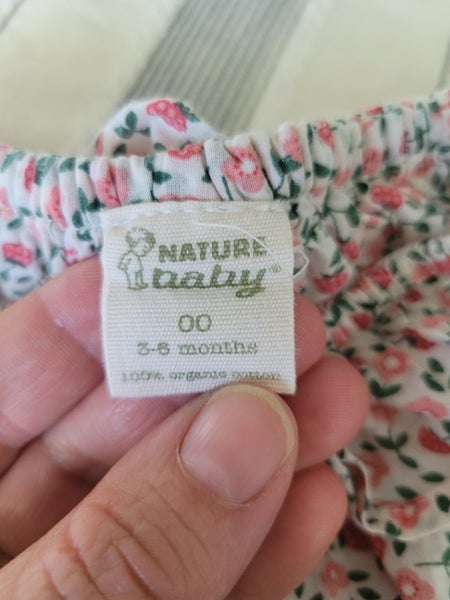 NATURE
baby®
00
3-6 months
100% organic cotton